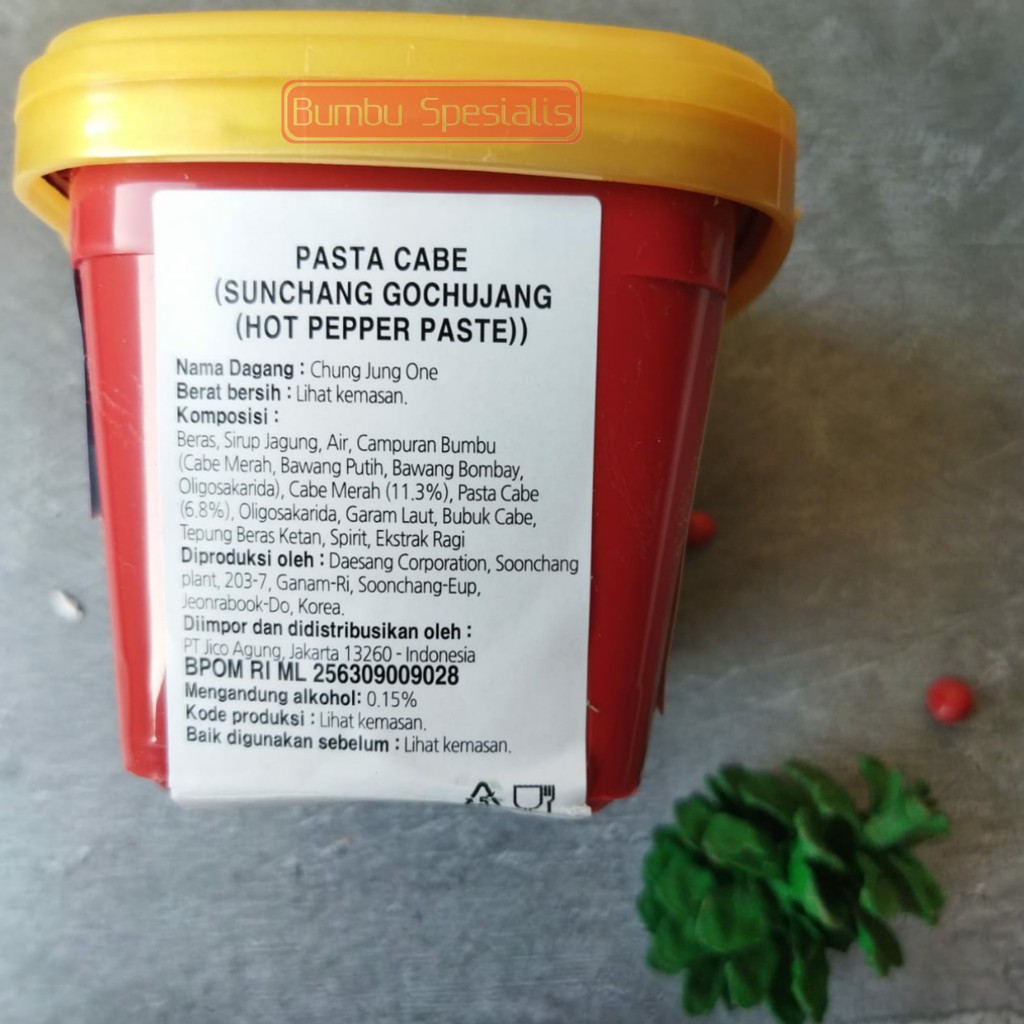 Bumbu Spesialis
PASTA CABE
(SUNCHANG GOCHUJANG
(HOT PEPPER PASTE))
Nama Dagang : Chung Jung One
Berat bersih : Lihat kemasan.
Komposisi :
Beras, Sirup Jagung, Air, Campuran Bumbu
(Cabe Merah, Bawang Putih, Bawang Bombay,
Oligosakarida), Cabe Merah (11.3%), Pasta Cabe
(6.8%), Oligosakarida, Garam Laut, Bubuk Cabe,
Tepung Beras Ketan, Spirit, Ekstrak Ragi
Diproduksi oleh : Daesang Corporation, Soonchang
plant, 203-7, Ganam-Ri, Soonchang-Eup,
Jeonrabook-Do, Korea.
Diimpor dan didistribusikan oleh :
PT Jico Agung, Jakarta 13260 - Indonesia
BPOM RI ML 256309009028
Mengandung alkohol: 0.15%
Kode produksi : Lihat kemasan.
Baik digunakan sebelum : Lihat kemasan.